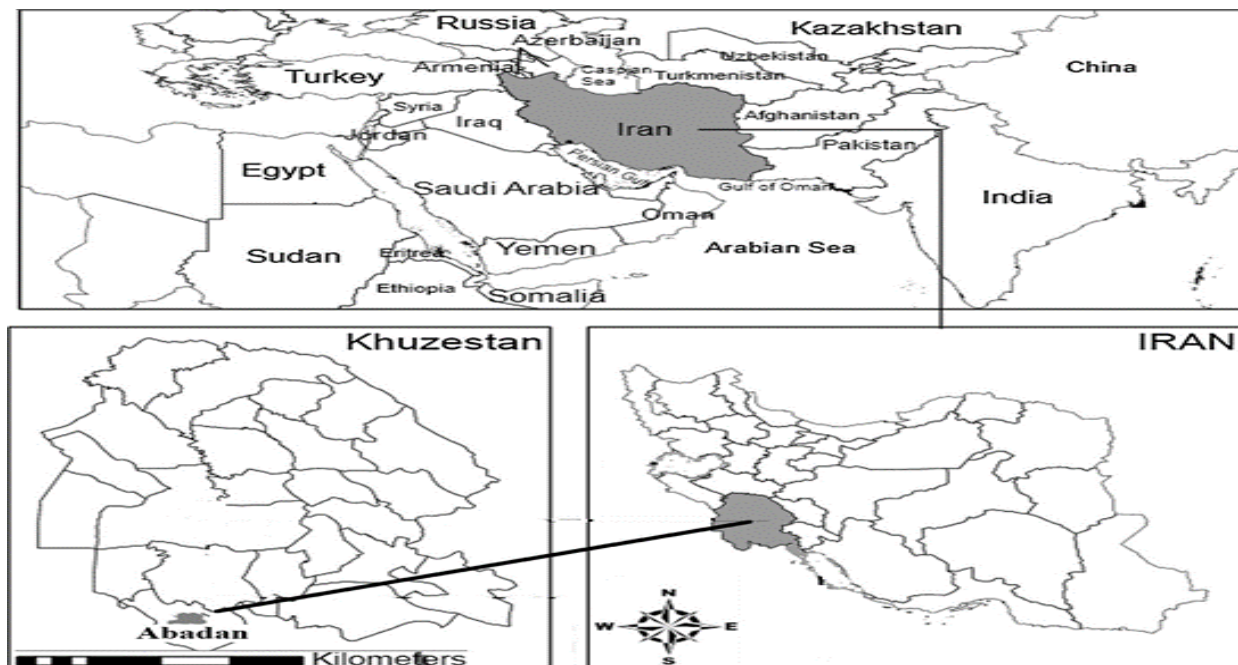 Russia
Kazakhstan
Azerbaijan
Uzbekistan
Armenia
Caspian
Sea
Turkmenistan
China
Turkey
Syria
Iraq
Iran
Afghanistan
Jordan
Pakistan
Egypt
Persian Gulf
Saudi Arabia
Gulf of Oman
India
Oman
Sudan
Eritrea
Yemen
Arabian Sea
Ethiopia
Somalia
Khuzestan
Abadan
Kilometers
IRAN
N
W
E
S